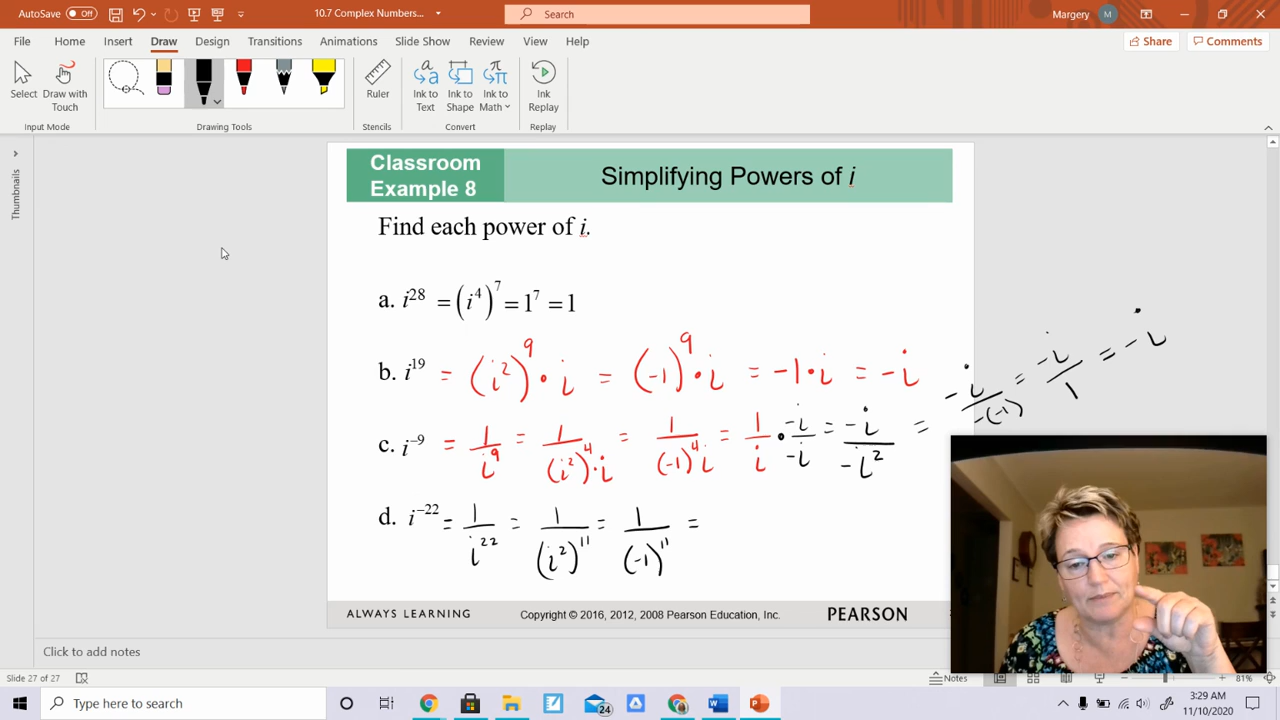 AutoSave Off 10.7 Complex Numbers... Search Margery M
File Home Insert Draw Design Transitions Animations Slide Show Review View Help Share Comments
Select Draw with Touch Ruler Ink to Text Ink to Shape Ink to Math Ink Replay
Input Mode Drawing Tools Stencils Convert Replay
Thumbnails
Classroom Example 8 Simplifying Powers of i
Find each power of i.
a. i^28 = (i^4)^7 = 1^7 = 1
b. i^19 = (i^2)^9 • i = (-1)^9 • i = -1 • i = -i
c. i^-9 = 1/i^9 = 1/((i^2)^4 • i) = 1/((-1)^4 i) = 1/i • -i/-i = -i/-i^2 = -i/-(-1) = -i/1 = -i
d. i^-22 = 1/i^22 = 1/(i^2)^11 = 1/(-1)^11 =
ALWAYS LEARNING Copyright © 2016, 2012, 2008 Pearson Education, Inc. PEARSON
Click to add notes
Slide 27 of 27 Notes 81%
Type here to search 24 3:29 AM
11/10/2020